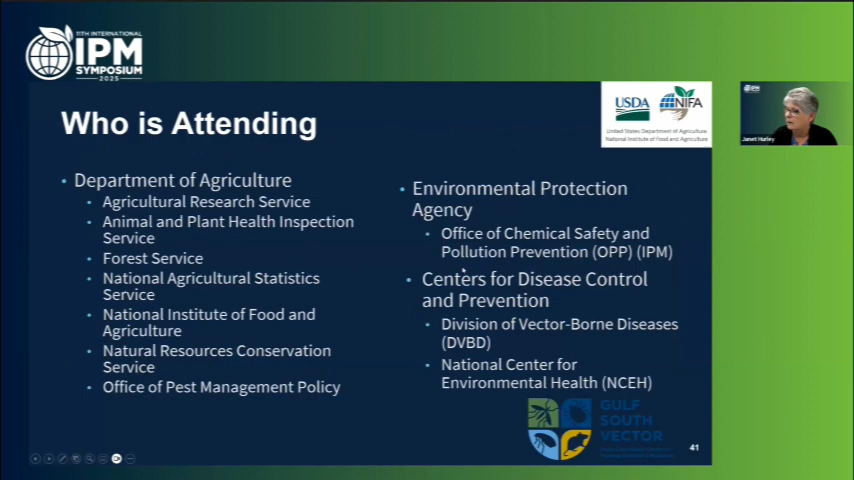 11TH INTERNATIONAL
IPM
SYMPOSIUM
2025
Who is Attending
USDA
NIFA
United States Department of Agriculture
National Institute of Food and Agriculture
Janet Hurley
• Department of Agriculture
• Agricultural Research Service
• Animal and Plant Health Inspection
Service
• Forest Service
• National Agricultural Statistics
Service
• National Institute of Food and
Agriculture
• Natural Resources Conservation
Service
• Office of Pest Management Policy
• Environmental Protection
Agency
• Office of Chemical Safety and
Pollution Prevention (OPP) (IPM)
• Centers for Disease Control
and Prevention
• Division of Vector-Borne Diseases
(DVBD)
• National Center for
Environmental Health (NCEH)
GULF
SOUTH
VECTOR
41